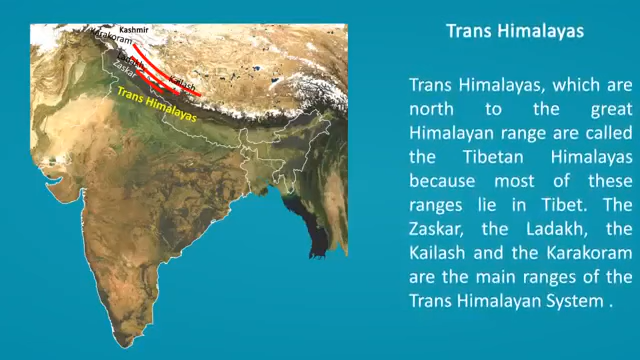 Trans Himalayas
Kashmir
Karakoram
Ladakh
Zaskar
Kailash
Trans Himalayas
Trans Himalayas, which are
north to the great
Himalayan range are called
the Tibetan Himalayas
because most of these
ranges lie in Tibet. The
Zaskar, the Ladakh, the
Kailash and the Karakoram
are the main ranges of the
Trans Himalayan System .